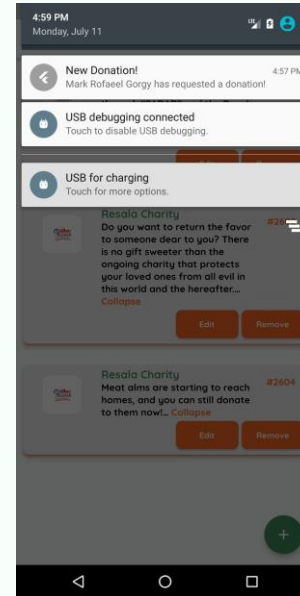 4:59 PM
Monday, July 11
New Donation!
4:57 PM
Mark Rofaeel Gorgy has requested a donation!
USB debugging connected
Touch to disable USB debugging.
USB for charging
Touch for more options.
Resala Charity
Do you want to return the favor
to someone dear to you? There
is no gift sweeter than the
ongoing charity that protects
your loved ones from all evil in
this world and the hereafter....
Collapse
Edit
Remove
Resala Charity
#2604
Meat alms are starting to reach
homes, and you can still donate
to them now!... Collapse
Edit
Remove